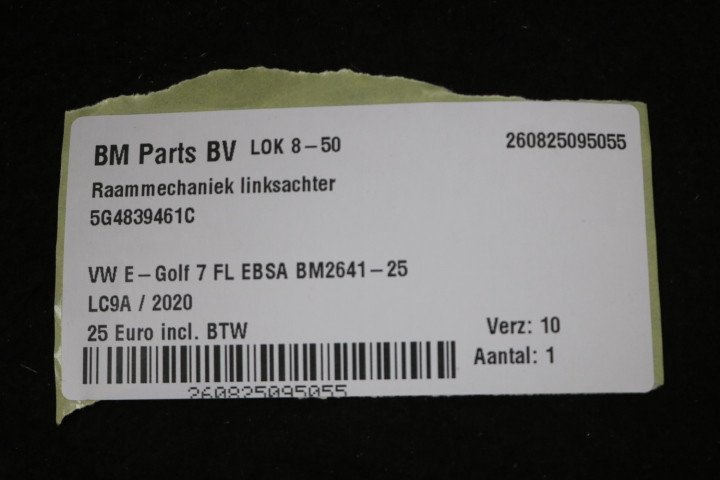 BM Parts BV LOK 8-50 260825095055
Raammechaniek linksachter
5G4839461C
VW E-Golf 7 FL EBSA BM2641-25
LC9A / 2020
25 Euro incl. BTW Verz: 10
Aantal: 1
260825095055